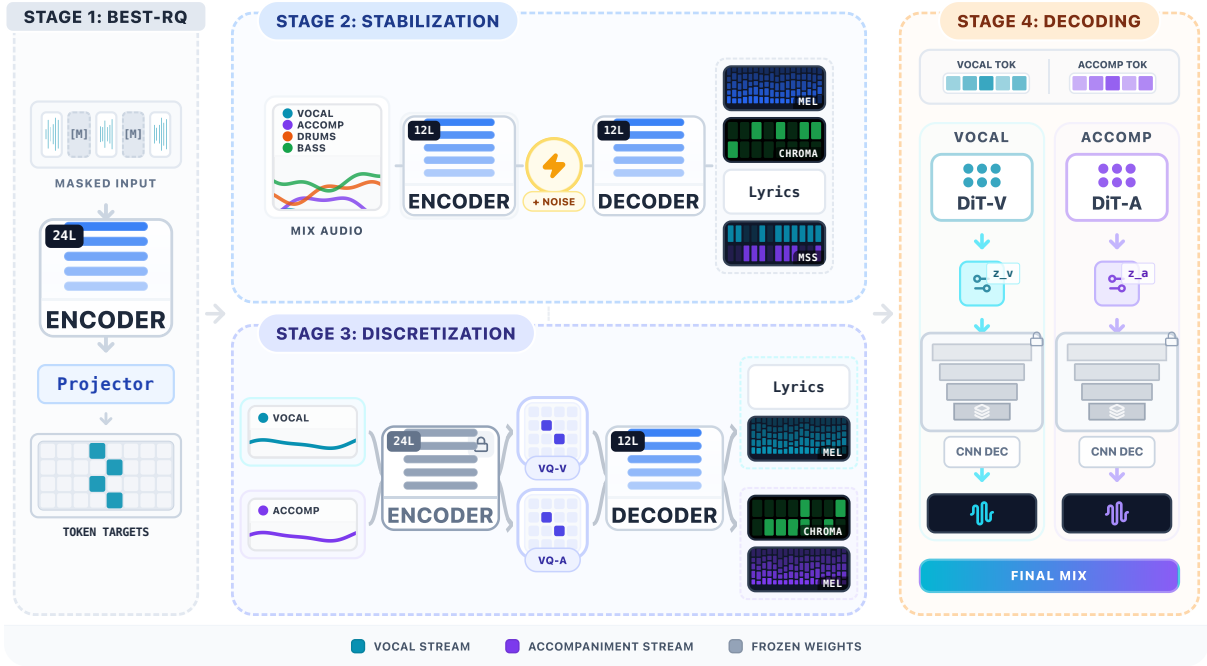 STAGE 1: BEST-RQ
[M]
[M]
MASKED INPUT
24L
ENCODER
Projector
TOKEN TARGETS
STAGE 2: STABILIZATION
VOCAL
ACCOMP
DRUMS
BASS
MIX AUDIO
12L
ENCODER
+ NOISE
12L
DECODER
MEL
CHROMA
Lyrics
MSS
STAGE 3: DISCRETIZATION
VOCAL
ACCOMP
24L
ENCODER
VQ-V
VQ-A
12L
DECODER
Lyrics
MEL
CHROMA
MEL
STAGE 4: DECODING
VOCAL TOK
ACCOMP TOK
VOCAL
ACCOMP
DiT-V
DiT-A
z_v
z_a
CNN DEC
CNN DEC
FINAL MIX
VOCAL STREAM
ACCOMPANIMENT STREAM
FROZEN WEIGHTS